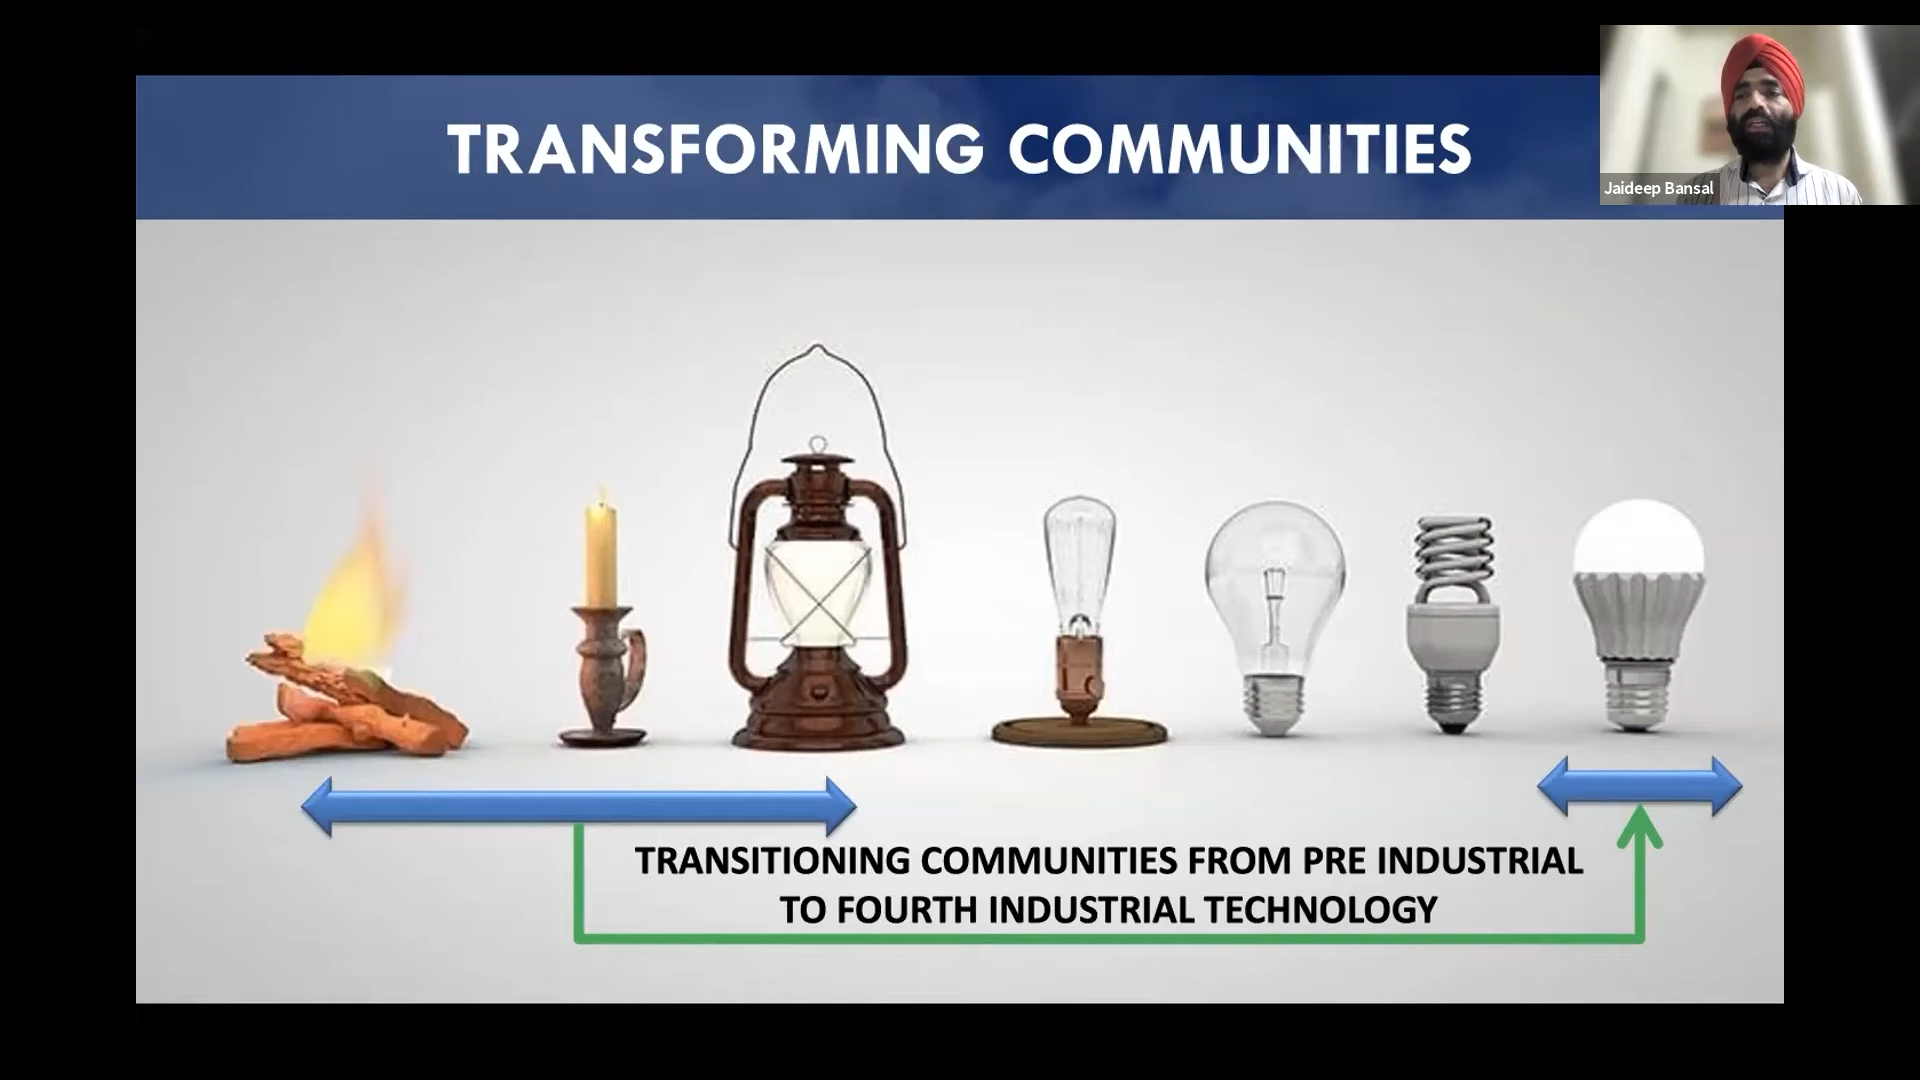 TRANSFORMING COMMUNITIES
Jaideep Bansal
TRANSITIONING COMMUNITIES FROM PRE INDUSTRIAL
TO FOURTH INDUSTRIAL TECHNOLOGY